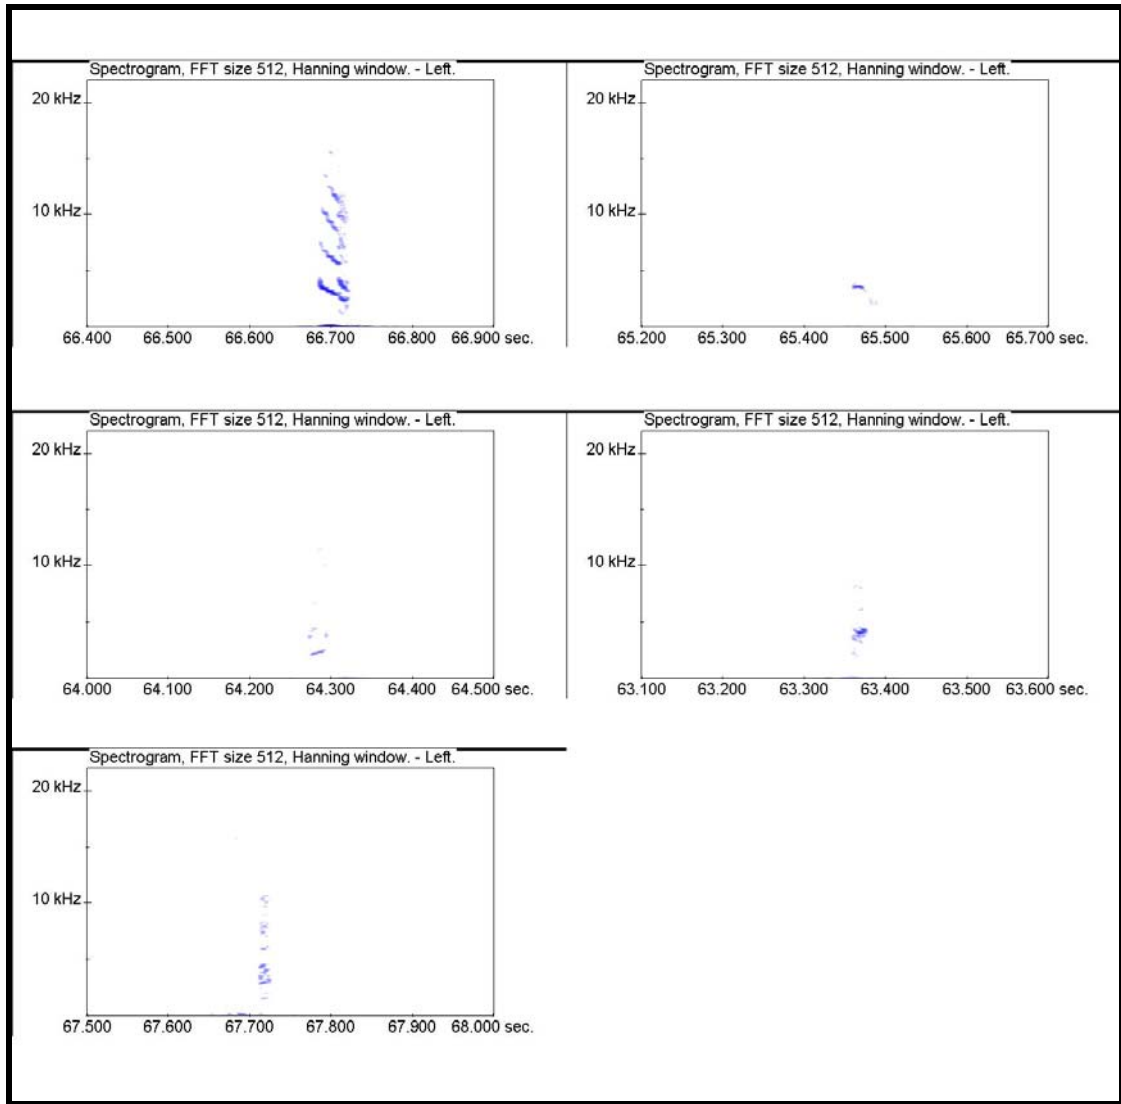 Spectrogram, FFT size 512, Hanning window. - Left.
20 kHz
10 kHz
66.400 66.500 66.600 66.700 66.800 66.900 sec.
Spectrogram, FFT size 512, Hanning window. - Left.
20 kHz
10 kHz
65.200 65.300 65.400 65.500 65.600 65.700 sec.
Spectrogram, FFT size 512, Hanning window. - Left.
20 kHz
10 kHz
64.000 64.100 64.200 64.300 64.400 64.500 sec.
Spectrogram, FFT size 512, Hanning window. - Left.
20 kHz
10 kHz
63.100 63.200 63.300 63.400 63.500 63.600 sec.
Spectrogram, FFT size 512, Hanning window. - Left.
20 kHz
10 kHz
67.500 67.600 67.700 67.800 67.900 68.000 sec.